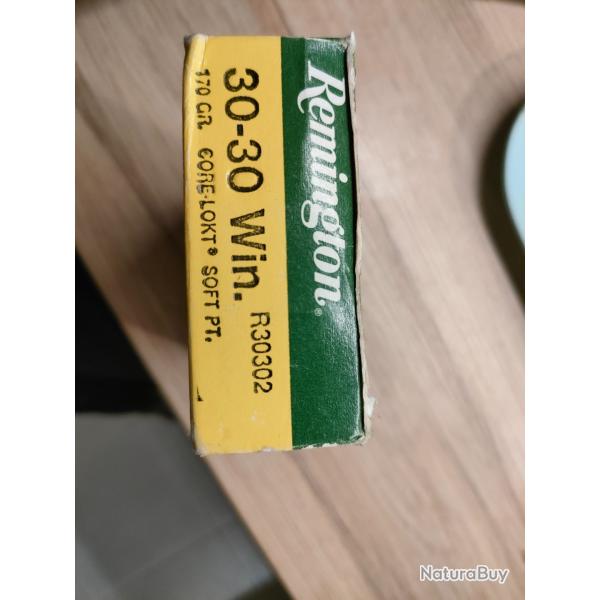 Remington®
30-30 Win. R30302
170 GR. CORE-LOKT® SOFT PT.
NaturaBuy